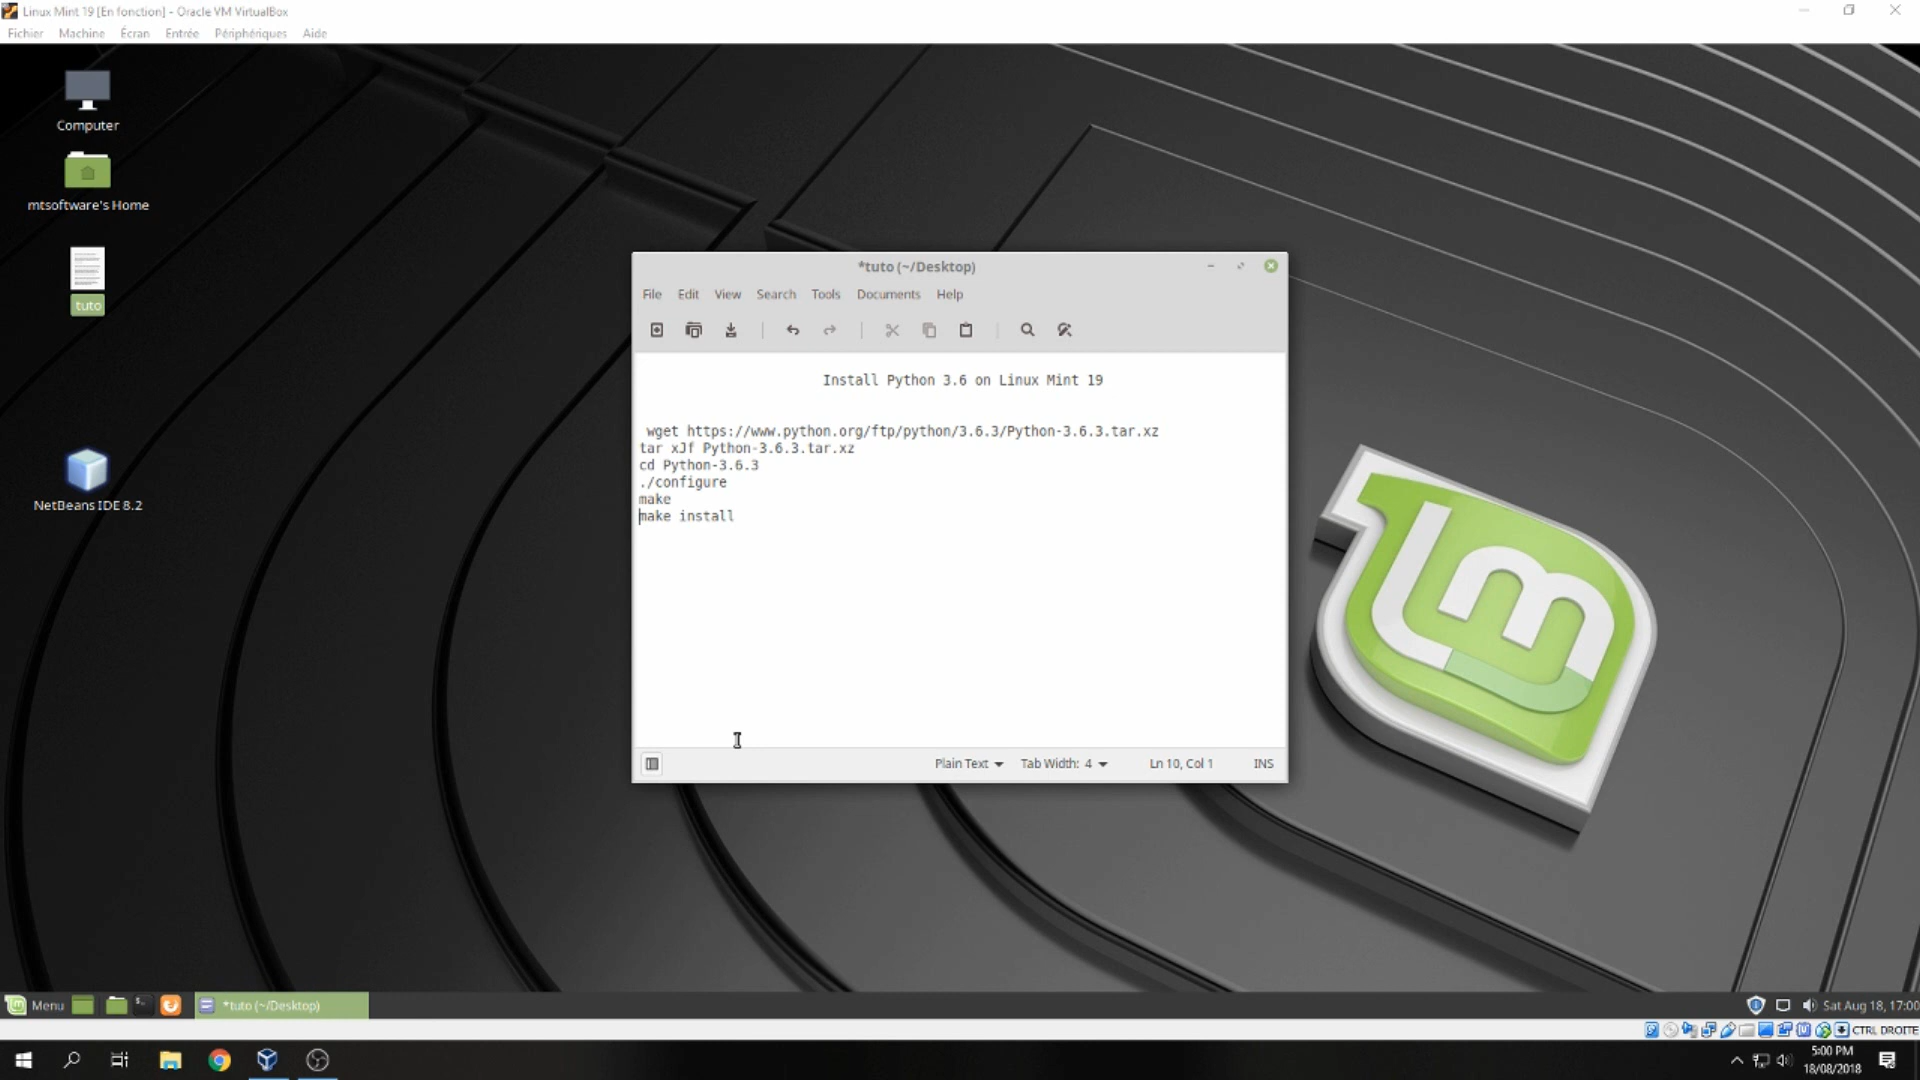 Linux Mint 19 [En fonction] - Oracle VM VirtualBox
Fichier Machine Écran Entrée Périphériques Aide
Computer
mtsoftware's Home
tuto
NetBeans IDE 8.2
*tuto (~/Desktop)
File Edit View Search Tools Documents Help
Install Python 3.6 on Linux Mint 19
wget https://www.python.org/ftp/python/3.6.3/Python-3.6.3.tar.xz
tar xJf Python-3.6.3.tar.xz
cd Python-3.6.3
./configure
make
make install
Plain Text Tab Width: 4 Ln 10, Col 1 INS
Menu *tuto (~/Desktop) Sat Aug 18, 17:00
CTRL DROITE
5:00 PM
18/08/2018